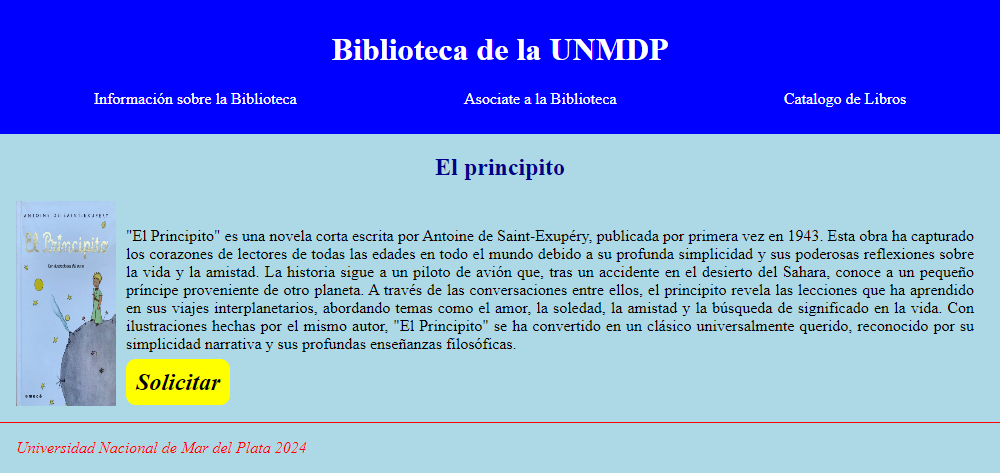 Biblioteca de la UNMDP
Información sobre la Biblioteca
Asociate a la Biblioteca
Catalogo de Libros
El principito
ANTOINE DE SAINT-EXUPÉRY
El Principito
emecé
"El Principito" es una novela corta escrita por Antoine de Saint-Exupéry, publicada por primera vez en 1943. Esta obra ha capturado
los corazones de lectores de todas las edades en todo el mundo debido a su profunda simplicidad y sus poderosas reflexiones sobre
la vida y la amistad. La historia sigue a un piloto de avión que, tras un accidente en el desierto del Sahara, conoce a un pequeño
príncipe proveniente de otro planeta. A través de las conversaciones entre ellos, el principito revela las lecciones que ha aprendido
en sus viajes interplanetarios, abordando temas como el amor, la soledad, la amistad y la búsqueda de significado en la vida. Con
ilustraciones hechas por el mismo autor, "El Principito" se ha convertido en un clásico universalmente querido, reconocido por su
simplicidad narrativa y sus profundas enseñanzas filosóficas.
Solicitar
Universidad Nacional de Mar del Plata 2024